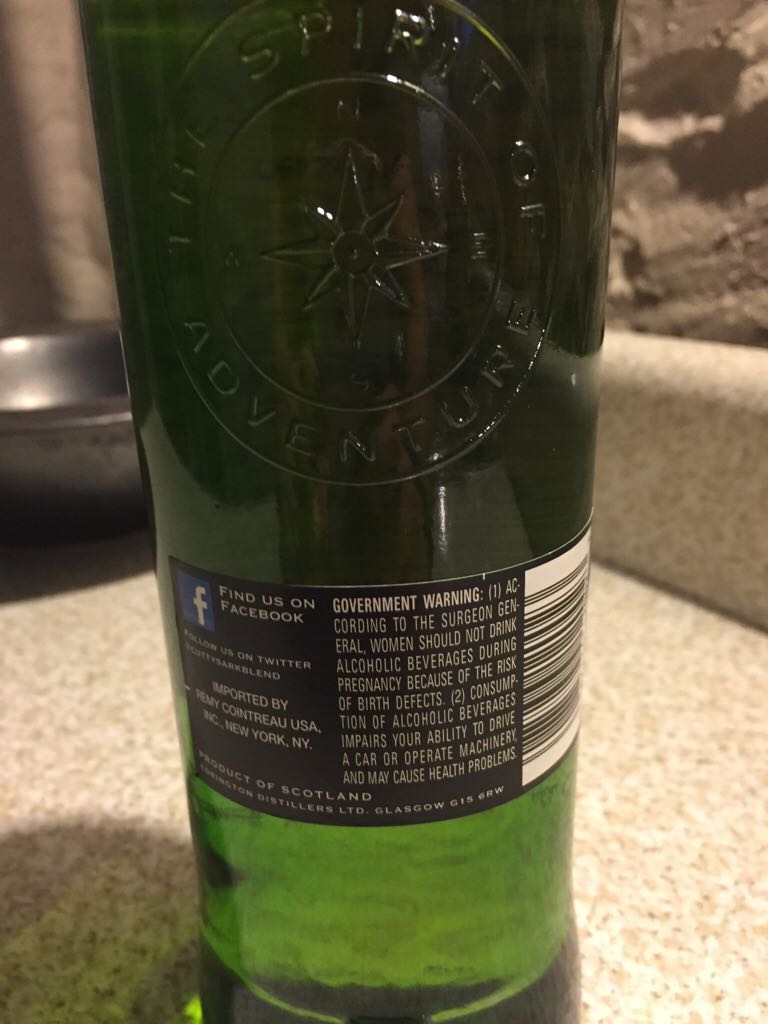 THE SPIRIT OF
ADVENTURE
N
E
S
f
FIND US ON
FACEBOOK
FOLLOW US ON TWITTER
@CUTTYSARKBLEND
IMPORTED BY
RÉMY COINTREAU USA,
INC., NEW YORK, NY.
PRODUCT OF SCOTLAND
EDRINGTON DISTILLERS LTD. GLASGOW G15 6RW
GOVERNMENT WARNING: (1) AC-
CORDING TO THE SURGEON GEN-
ERAL, WOMEN SHOULD NOT DRINK
ALCOHOLIC BEVERAGES DURING
PREGNANCY BECAUSE OF THE RISK
OF BIRTH DEFECTS. (2) CONSUMP-
TION OF ALCOHOLIC BEVERAGES
IMPAIRS YOUR ABILITY TO DRIVE
A CAR OR OPERATE MACHINERY,
AND MAY CAUSE HEALTH PROBLEMS.